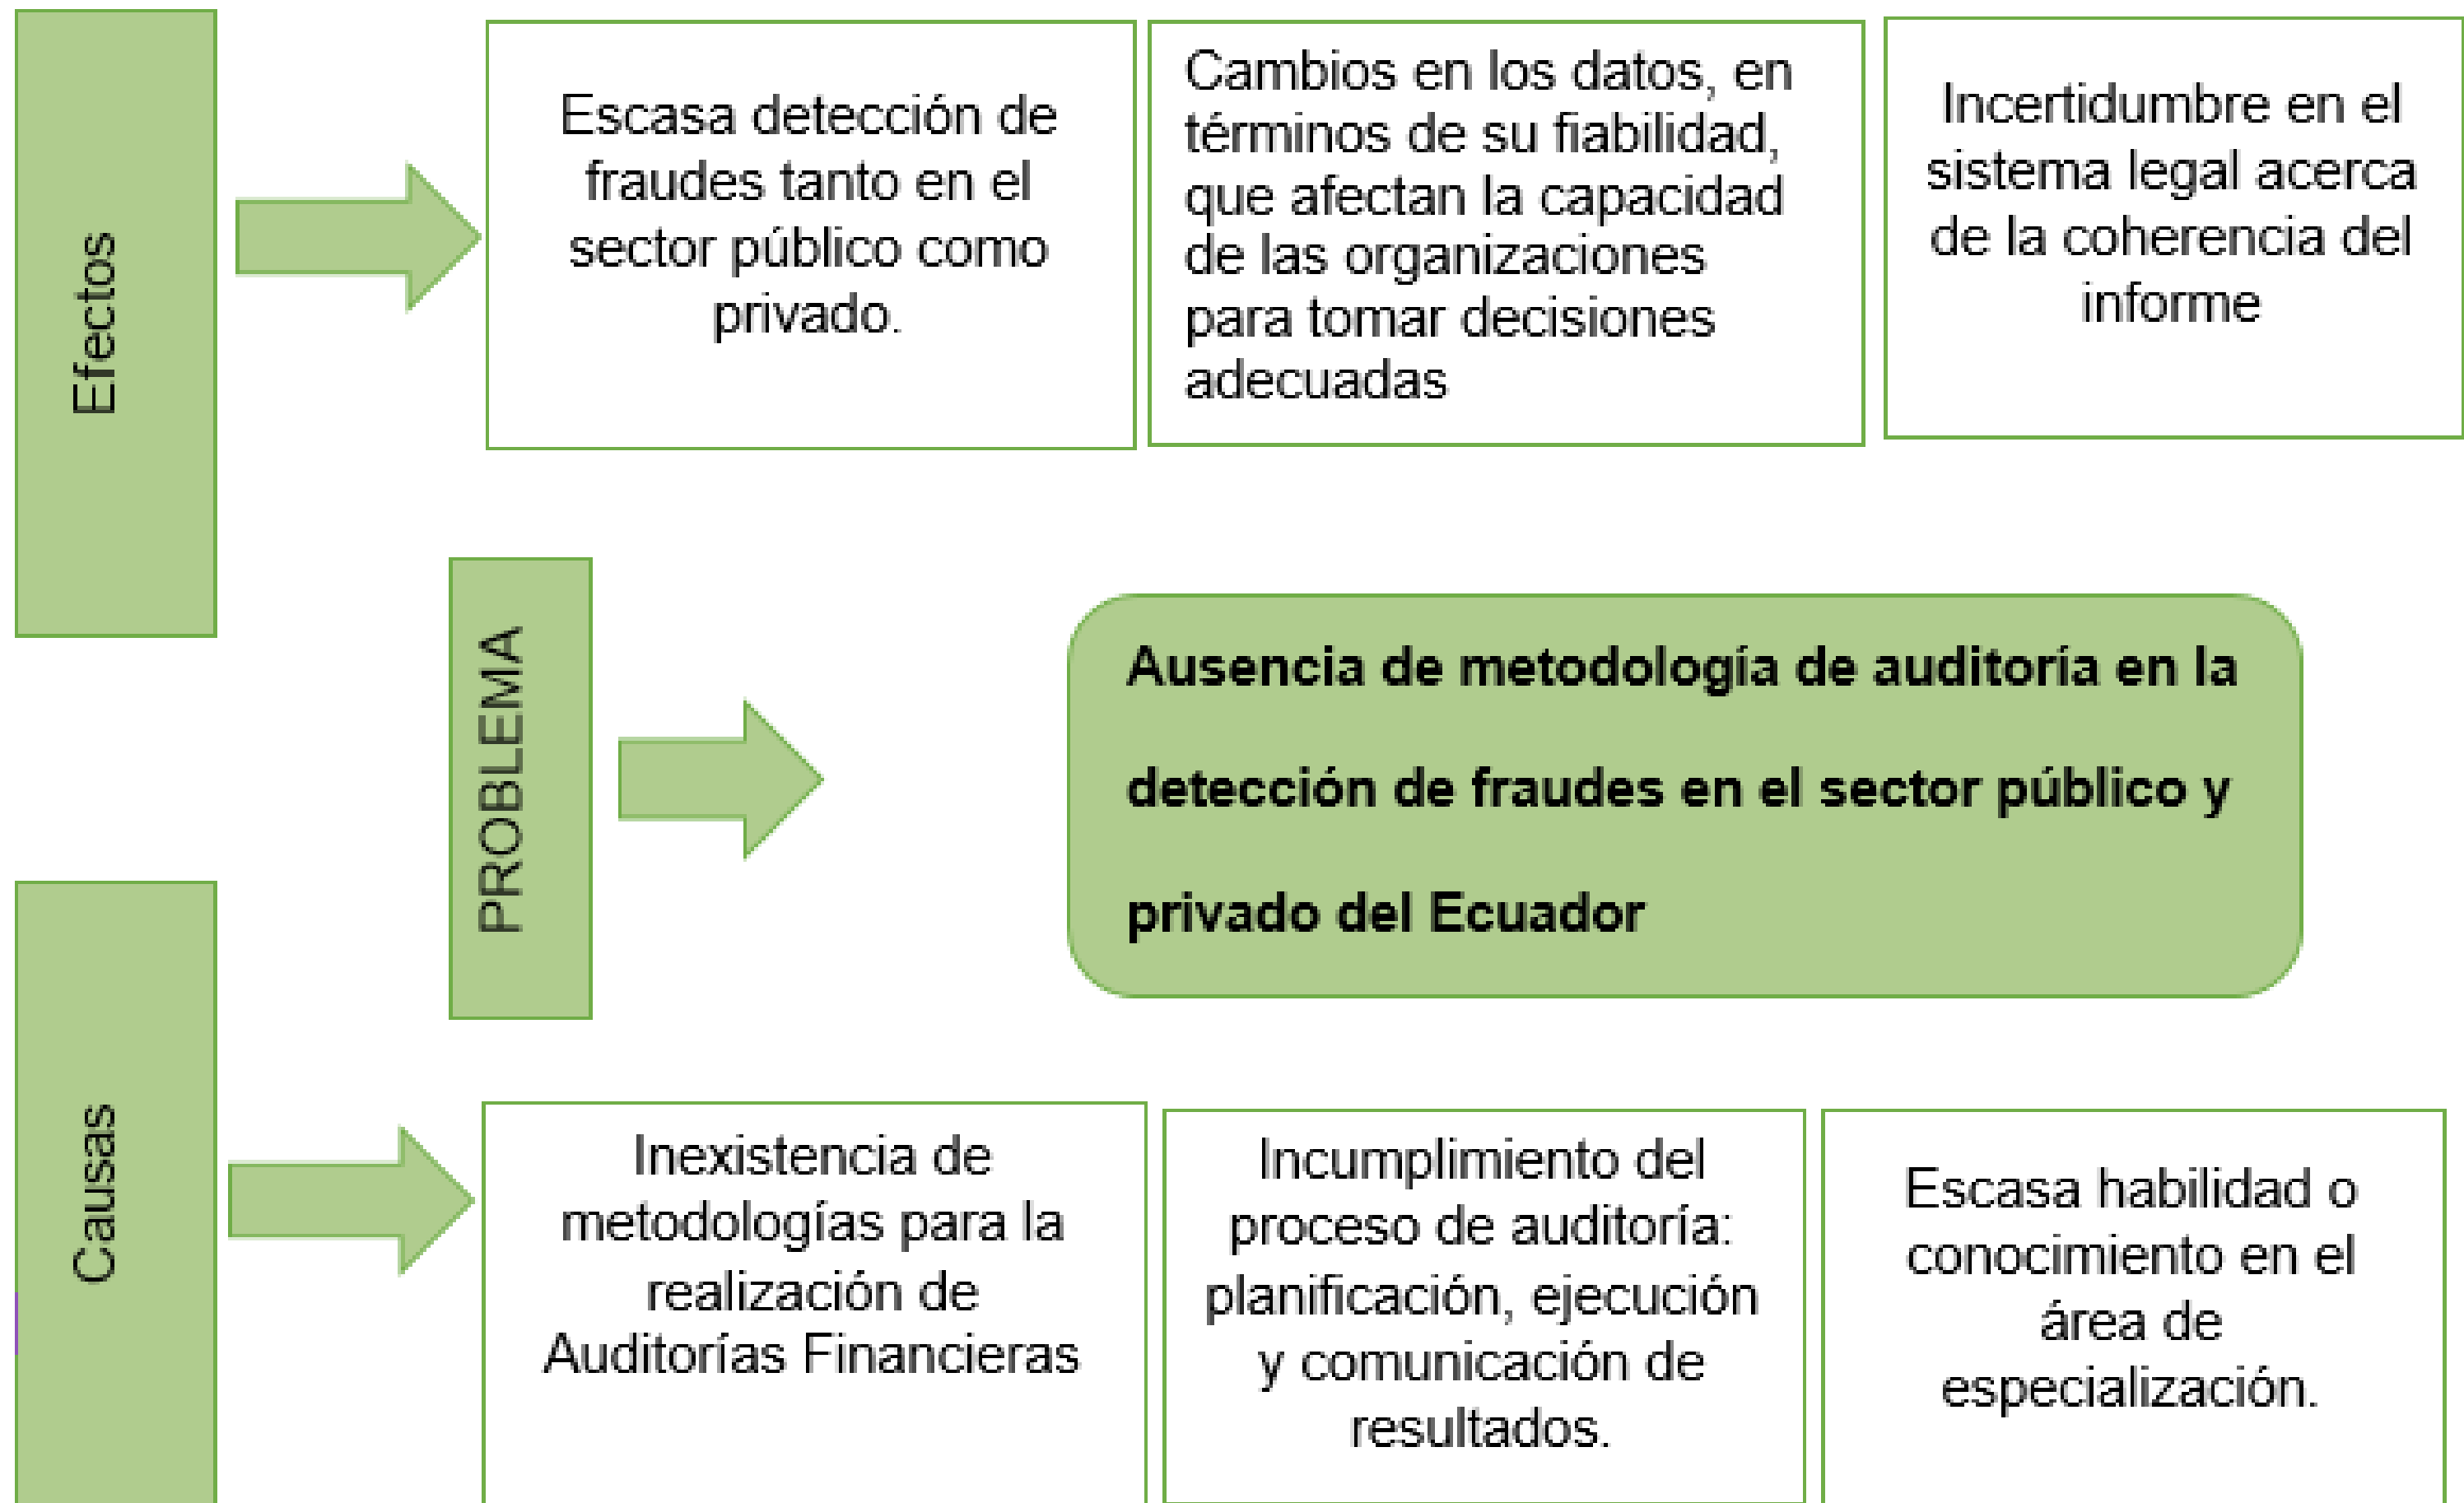 Efectos
Escasa detección de
fraudes tanto en el
sector público como
privado.
Cambios en los datos, en
términos de su fiabilidad,
que afectan la capacidad
de las organizaciones
para tomar decisiones
adecuadas
Incertidumbre en el
sistema legal acerca
de la coherencia del
informe
PROBLEMA
Ausencia de metodología de auditoría en la
detección de fraudes en el sector público y
privado del Ecuador
Causas
Inexistencia de
metodologías para la
realización de
Auditorías Financieras
Incumplimiento del
proceso de auditoría:
planificación, ejecución
y comunicación de
resultados.
Escasa habilidad o
conocimiento en el
área de
especialización.